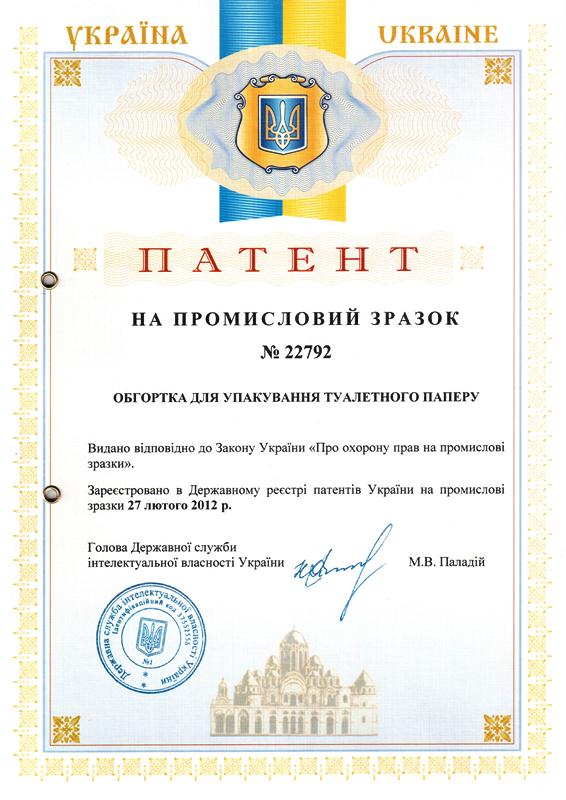 УКРАЇНА
UKRAINE
ПАТЕНТ
НА ПРОМИСЛОВИЙ ЗРАЗОК
№ 22792
ОБГОРТКА ДЛЯ УПАКУВАННЯ ТУАЛЕТНОГО ПАПЕРУ
Видано відповідно до Закону України «Про охорону прав на промислові
зразки».
Зареєстровано в Державному реєстрі патентів України на промислові
зразки 27 лютого 2012 р.
Голова Державної служби
інтелектуальної власності України
М.В. Паладій
Державна служба інтелектуальної власності України
Ідентифікаційний код
№1